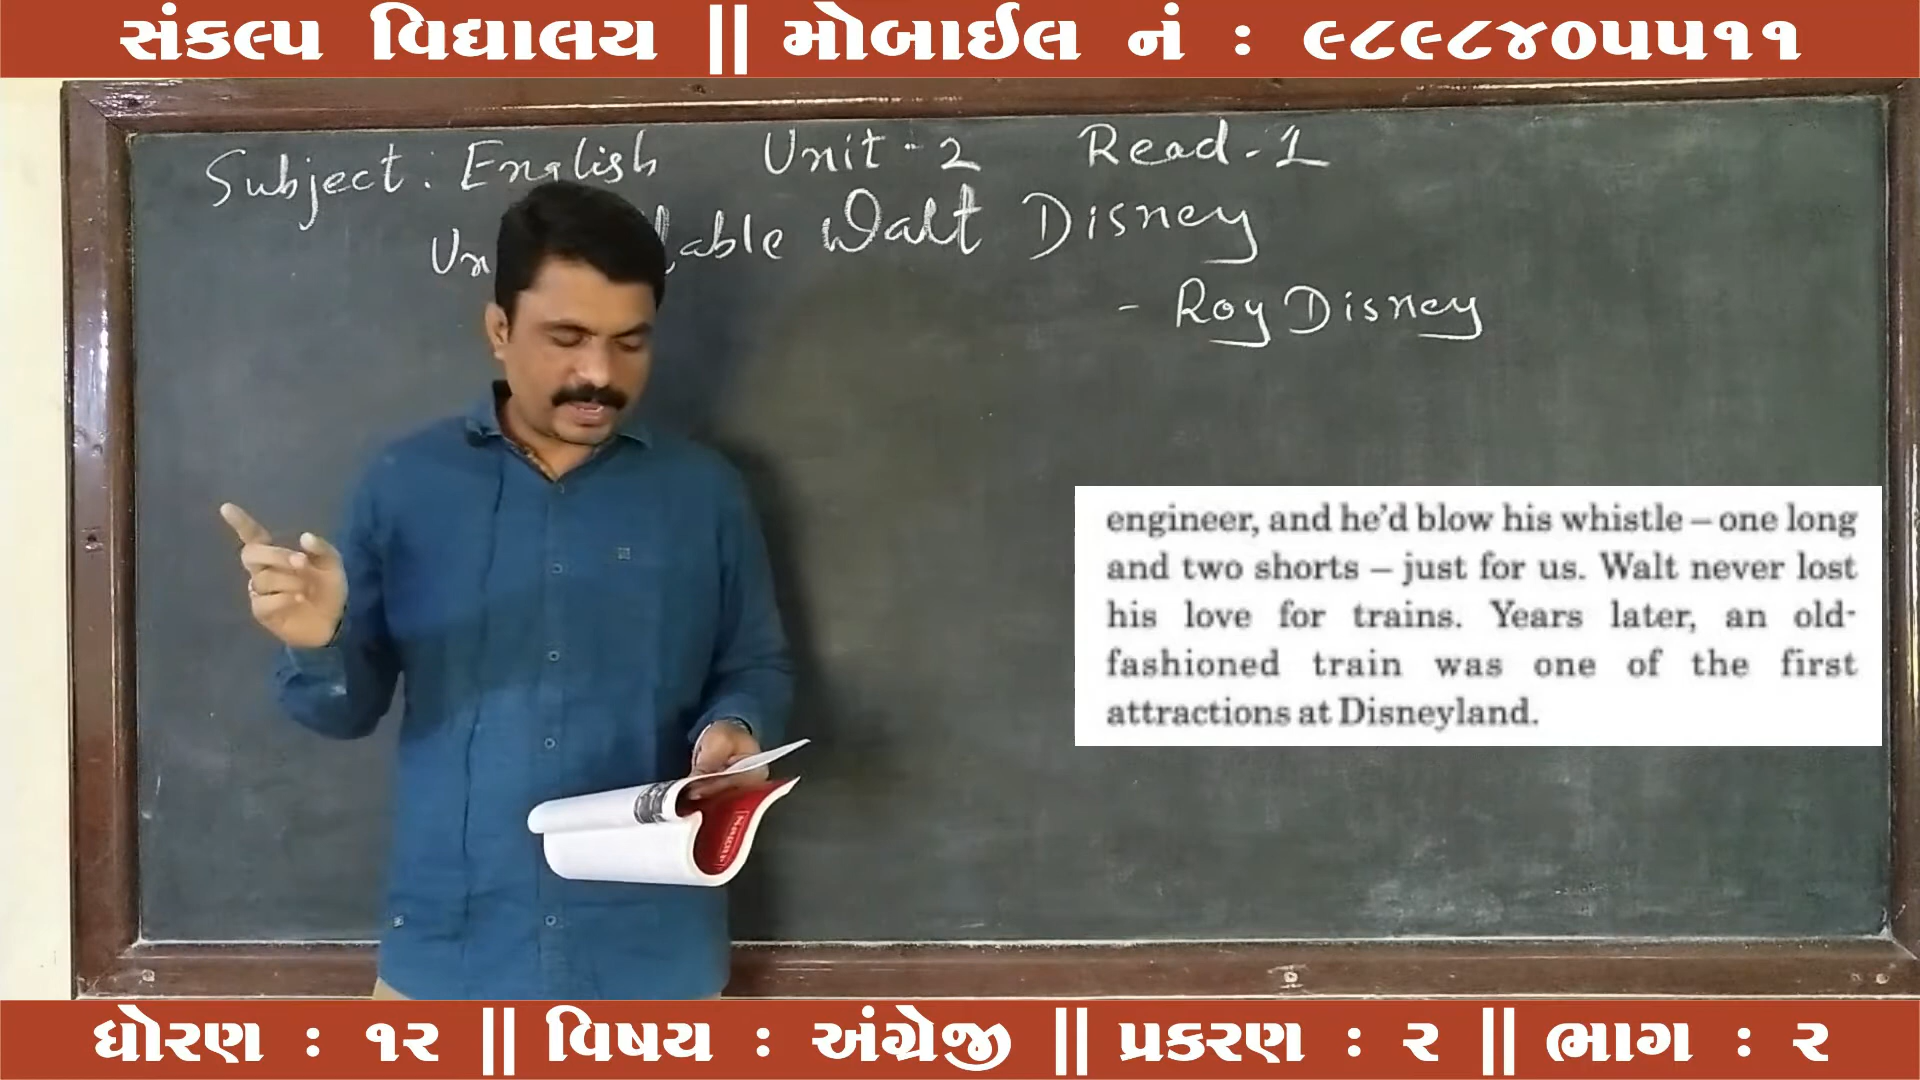 સંકલ્પ વિદ્યાલય || મોબાઈલ નં : ૯૮૯૮૪૦૫૫૧૧
Subject : English Unit - 2 Read - 1
Walt Disney
- Roy Disney
engineer, and he'd blow his whistle – one long
and two shorts – just for us. Walt never lost
his love for trains. Years later, an old-
fashioned train was one of the first
attractions at Disneyland.
ધોરણ : ૧૨ || વિષય : અંગ્રેજી || પ્રકરણ : ૨ || ભાગ : ૨